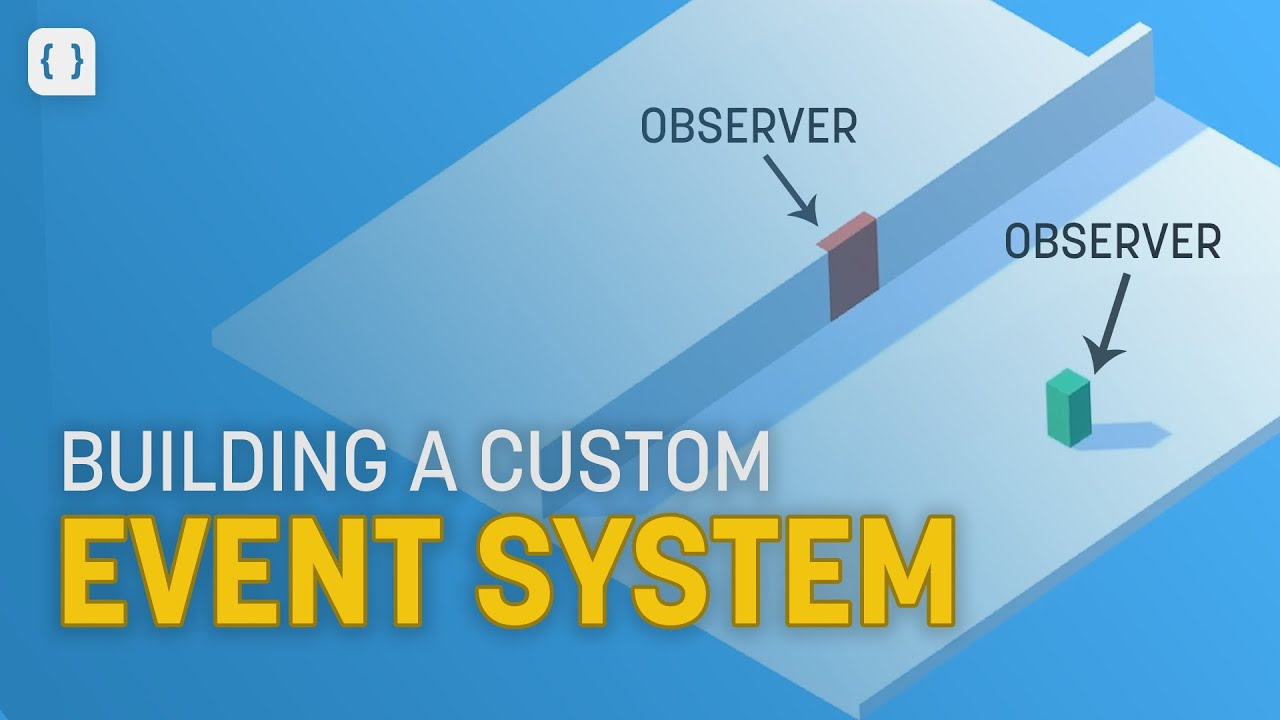 { }
OBSERVER
OBSERVER
BUILDING A CUSTOM
EVENT SYSTEM